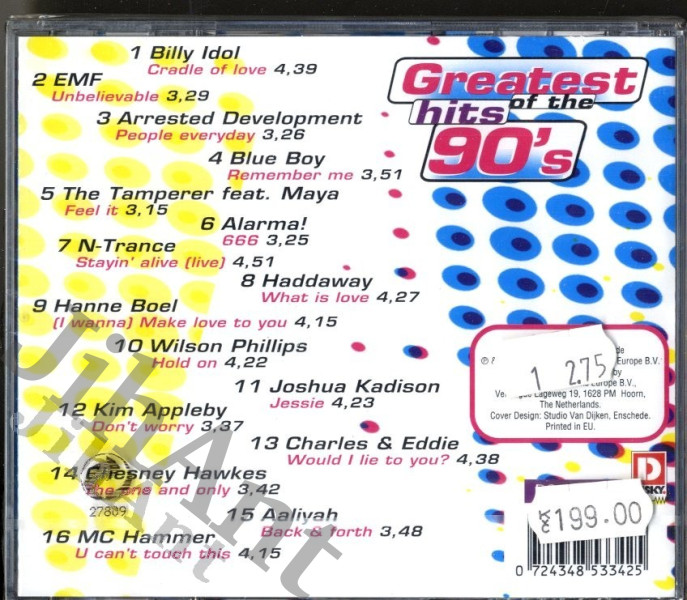 1 Billy Idol
Cradle of love 4,39
2 EMF
Unbelievable 3,29
3 Arrested Development
People everyday 3,26
4 Blue Boy
Remember me 3,51
5 The Tamperer feat. Maya
Feel it 3,15
6 Alarma!
666 3,25
7 N-Trance
Stayin' alive (live) 4,51
8 Haddaway
What is love 4,27
9 Hanne Boel
(I wanna) Make love to you 4,15
10 Wilson Phillips
Hold on 4,22
11 Joshua Kadison
Jessie 4,23
12 Kim Appleby
Don't worry 3,37
13 Charles & Eddie
Would I lie to you? 4,38
14 Chesney Hawkes
The one and only 3,42
15 Aaliyah
Back & forth 3,48
16 MC Hammer
U can't touch this 4,15
Greatest
hits of the
90's
de
Europe B.V.
by
Europe B.V.,
Lageweg 19, 1628 PM Hoorn,
The Netherlands.
Cover Design: Studio Van Dijken, Enschede.
Printed in EU.
1 2.75
D
SKY
199.00
0 724348 533425
27809
JihAnt
JihAnt